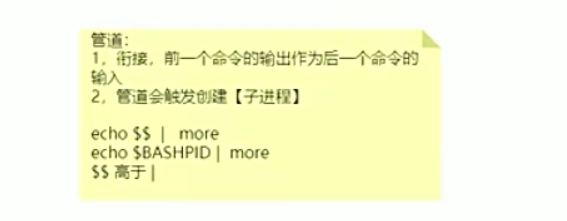 管道：
1，衔接，前一个命令的输出作为后一个命令的
输入
2，管道会触发创建【子进程】
echo $$ | more
echo $BASHPID | more
$$ 高于 |